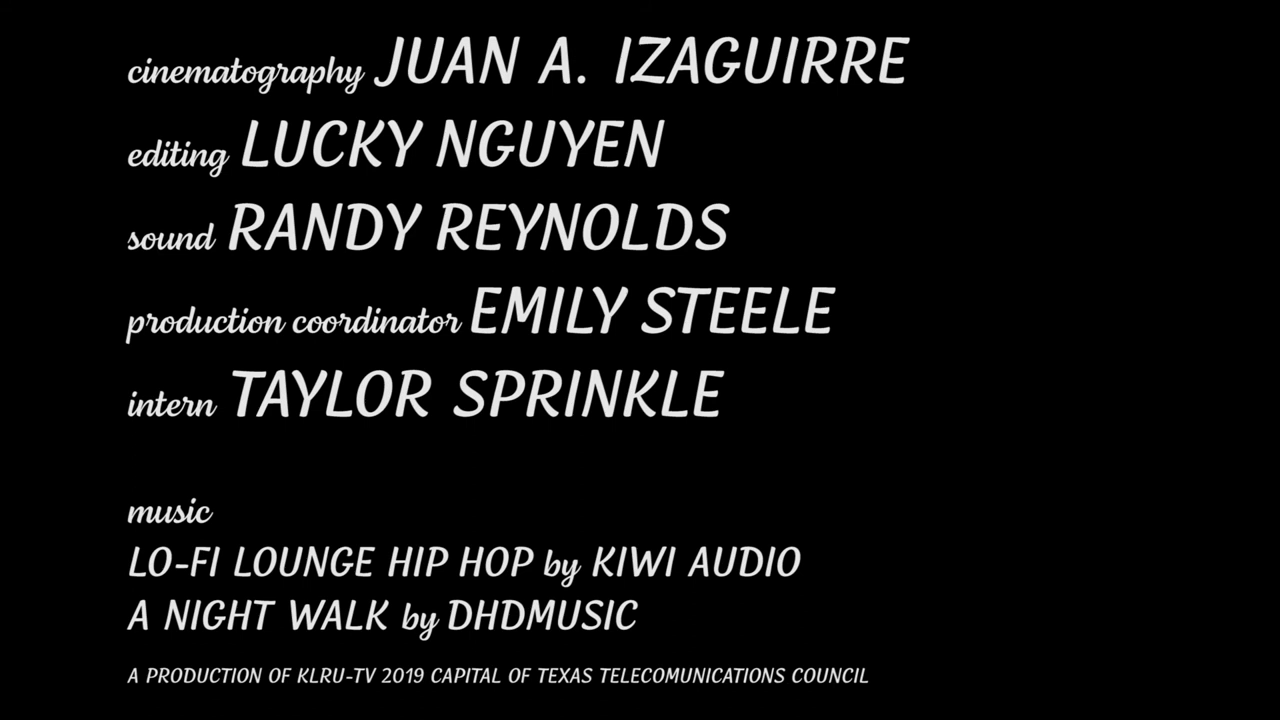 cinematography JUAN A. IZAGUIRRE
editing LUCKY NGUYEN
sound RANDY REYNOLDS
production coordinator EMILY STEELE
intern TAYLOR SPRINKLE
music
LO-FI LOUNGE HIP HOP by KIWI AUDIO
A NIGHT WALK by DHDMUSIC
A PRODUCTION OF KLRU-TV 2019 CAPITAL OF TEXAS TELECOMUNICATIONS COUNCIL